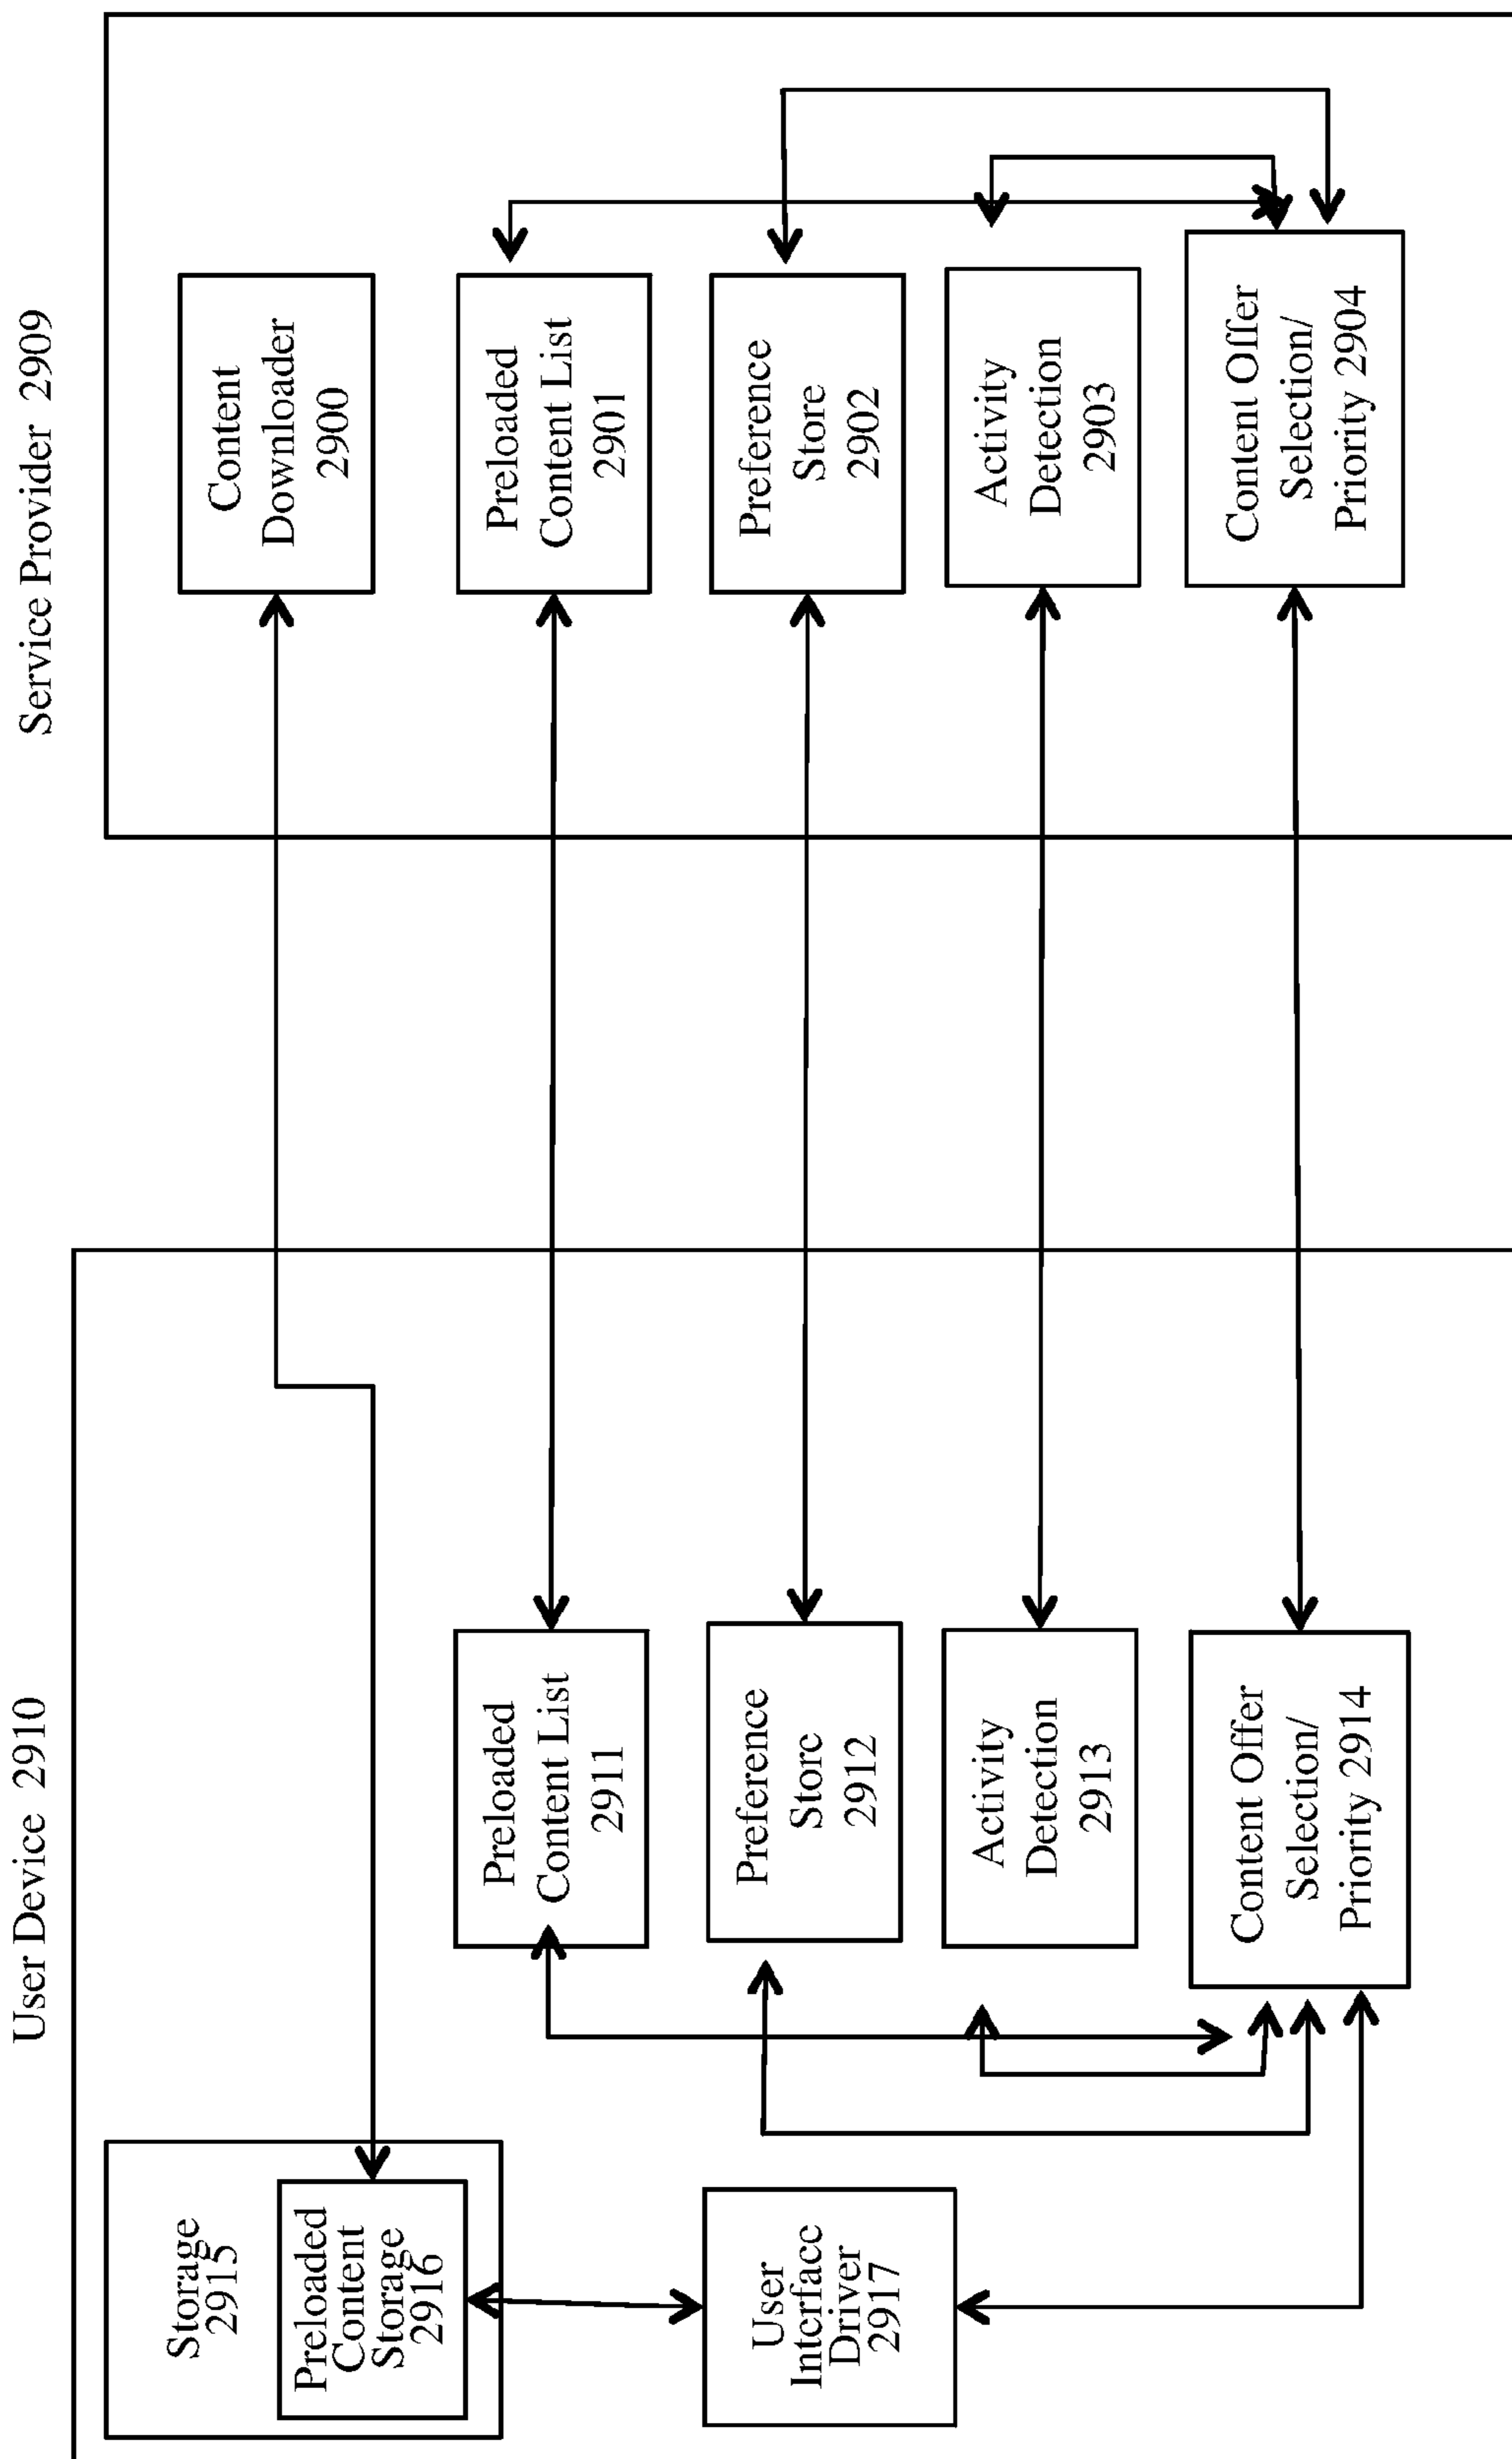 User Device 2910
Service Provider 2909
Storage
2915
Preloaded
Content
Storage
2916
User
Interface
Driver
2917
Preloaded
Content List
2911
Preference
Store
2912
Activity
Detection
2913
Content Offer
Selection/
Priority 2914
Content
Downloader
2900
Preloaded
Content List
2901
Preference
Store
2902
Activity
Detection
2903
Content Offer
Selection/
Priority 2904